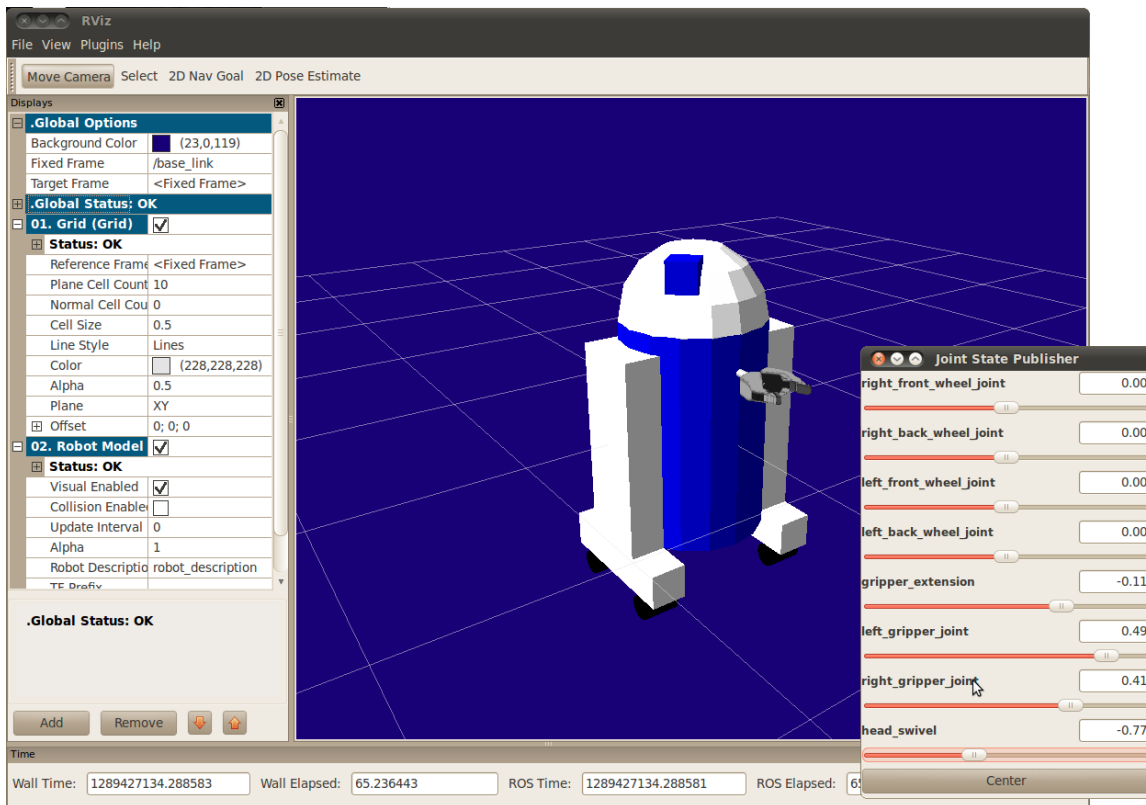 RViz
File View Plugins Help
Move Camera Select 2D Nav Goal 2D Pose Estimate
Displays
.Global Options
Background Color (23,0,119)
Fixed Frame /base_link
Target Frame <Fixed Frame>
.Global Status: OK
01. Grid (Grid)
Status: OK
Reference Frame <Fixed Frame>
Plane Cell Count 10
Normal Cell Cou 0
Cell Size 0.5
Line Style Lines
Color (228,228,228)
Alpha 0.5
Plane XY
Offset 0; 0; 0
02. Robot Model
Status: OK
Visual Enabled
Collision Enable
Update Interval 0
Alpha 1
Robot Descriptio robot_description
TF Prefix
.Global Status: OK
Add Remove
Time
Wall Time: 1289427134.288583 Wall Elapsed: 65.236443 ROS Time: 1289427134.288581 ROS Elapsed: 65
Joint State Publisher
right_front_wheel_joint 0.00
right_back_wheel_joint 0.00
left_front_wheel_joint 0.00
left_back_wheel_joint 0.00
gripper_extension -0.11
left_gripper_joint 0.49
right_gripper_joint 0.41
head_swivel -0.77
Center